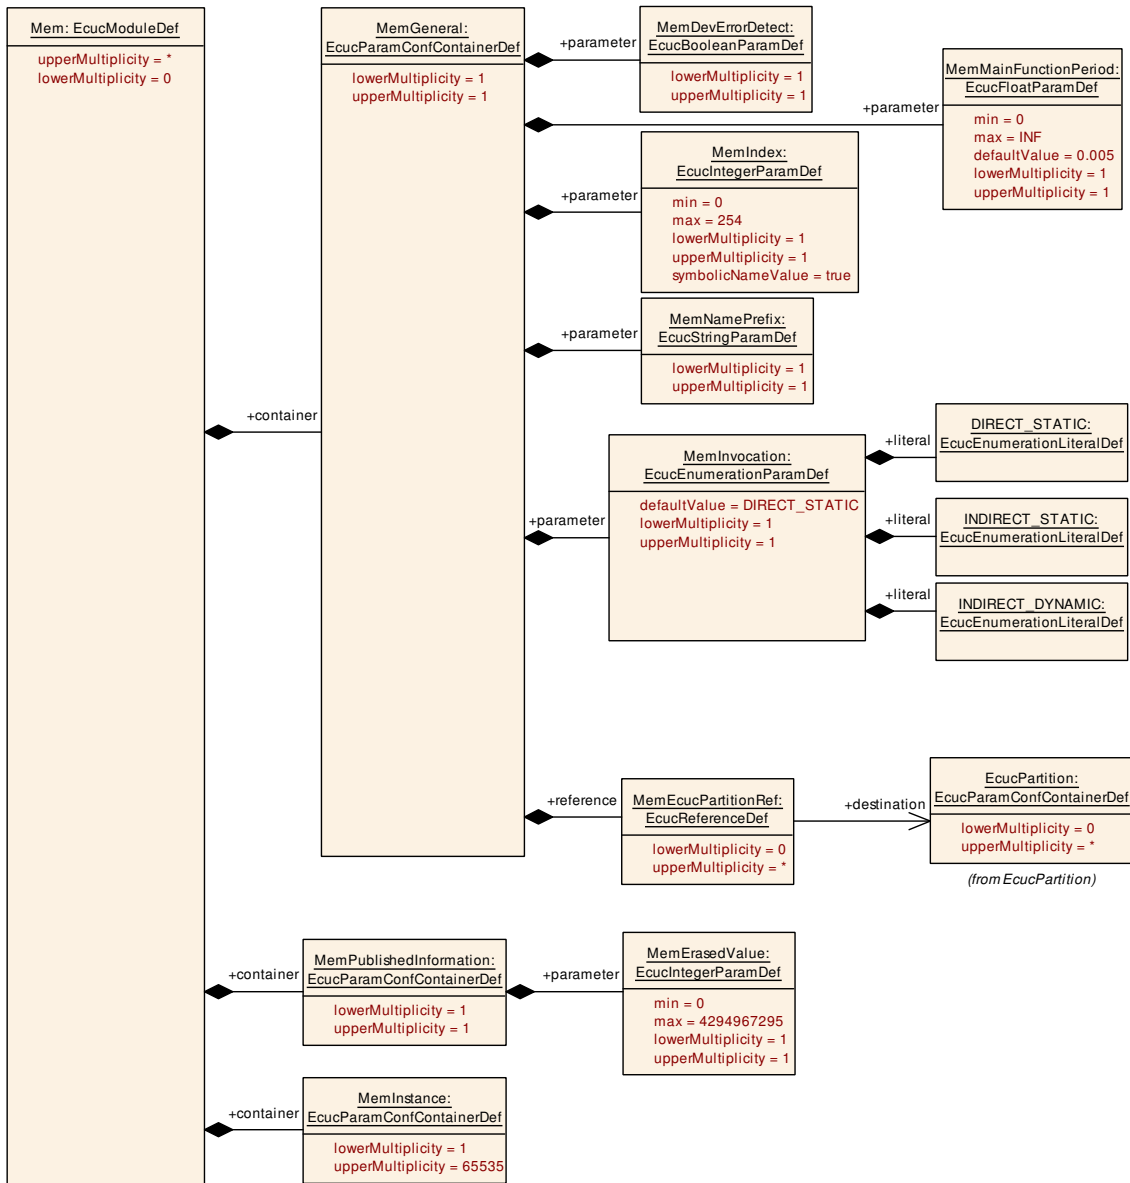 Mem: EcucModuleDef
upperMultiplicity = *
lowerMultiplicity = 0
MemGeneral:
EcucParamConfContainerDef
lowerMultiplicity = 1
upperMultiplicity = 1
+parameter
MemDevErrorDetect:
EcucBooleanParamDef
lowerMultiplicity = 1
upperMultiplicity = 1
+parameter
MemMainFunctionPeriod:
EcucFloatParamDef
min = 0
max = INF
defaultValue = 0.005
lowerMultiplicity = 1
upperMultiplicity = 1
+parameter
MemIndex:
EcucIntegerParamDef
min = 0
max = 254
lowerMultiplicity = 1
upperMultiplicity = 1
symbolicNameValue = true
+parameter
MemNamePrefix:
EcucStringParamDef
lowerMultiplicity = 1
upperMultiplicity = 1
+container
+parameter
MemInvocation:
EcucEnumerationParamDef
defaultValue = DIRECT_STATIC
lowerMultiplicity = 1
upperMultiplicity = 1
+literal
DIRECT_STATIC:
EcucEnumerationLiteralDef
+literal
INDIRECT_STATIC:
EcucEnumerationLiteralDef
+literal
INDIRECT_DYNAMIC:
EcucEnumerationLiteralDef
+reference
MemEcucPartitionRef:
EcucReferenceDef
lowerMultiplicity = 0
upperMultiplicity = *
+destination
EcucPartition:
EcucParamConfContainerDef
lowerMultiplicity = 0
upperMultiplicity = *
(from EcucPartition)
+container
MemPublishedInformation:
EcucParamConfContainerDef
lowerMultiplicity = 1
upperMultiplicity = 1
+parameter
MemErasedValue:
EcucIntegerParamDef
min = 0
max = 4294967295
lowerMultiplicity = 1
upperMultiplicity = 1
+container
MemInstance:
EcucParamConfContainerDef
lowerMultiplicity = 1
upperMultiplicity = 65535